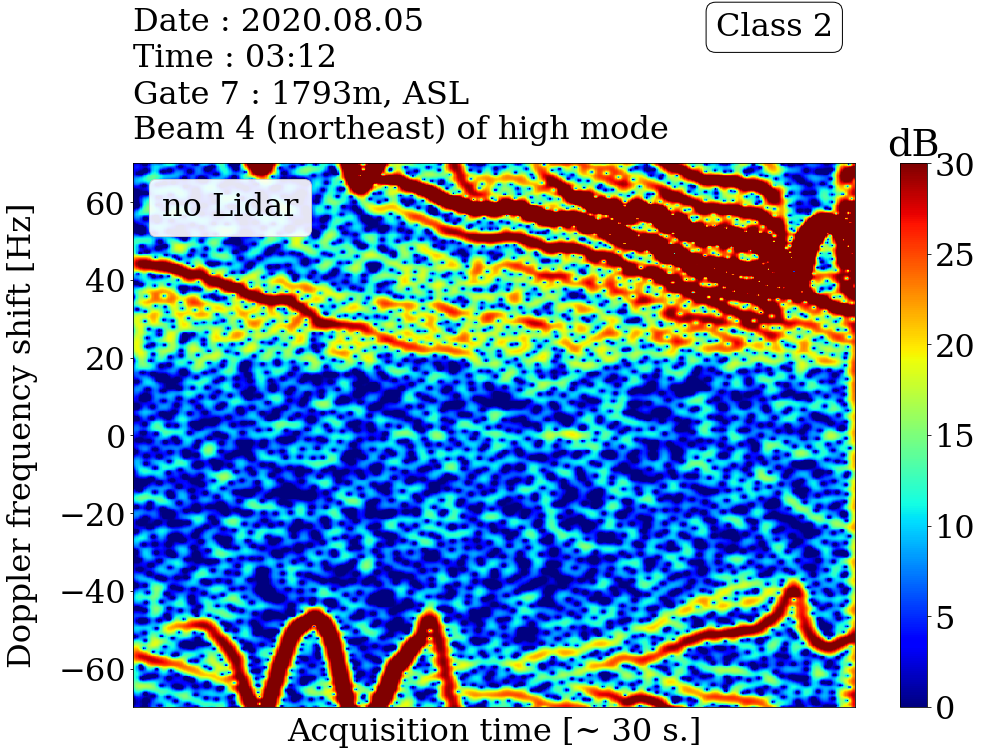 Date : 2020.08.05
Time : 03:12
Gate 7 : 1793m, ASL
Beam 4 (northeast) of high mode
Class 2
dB
no Lidar
Doppler frequency shift [Hz]
60
40
20
0
−20
−40
−60
30
25
20
15
10
5
0
Acquisition time [~ 30 s.]